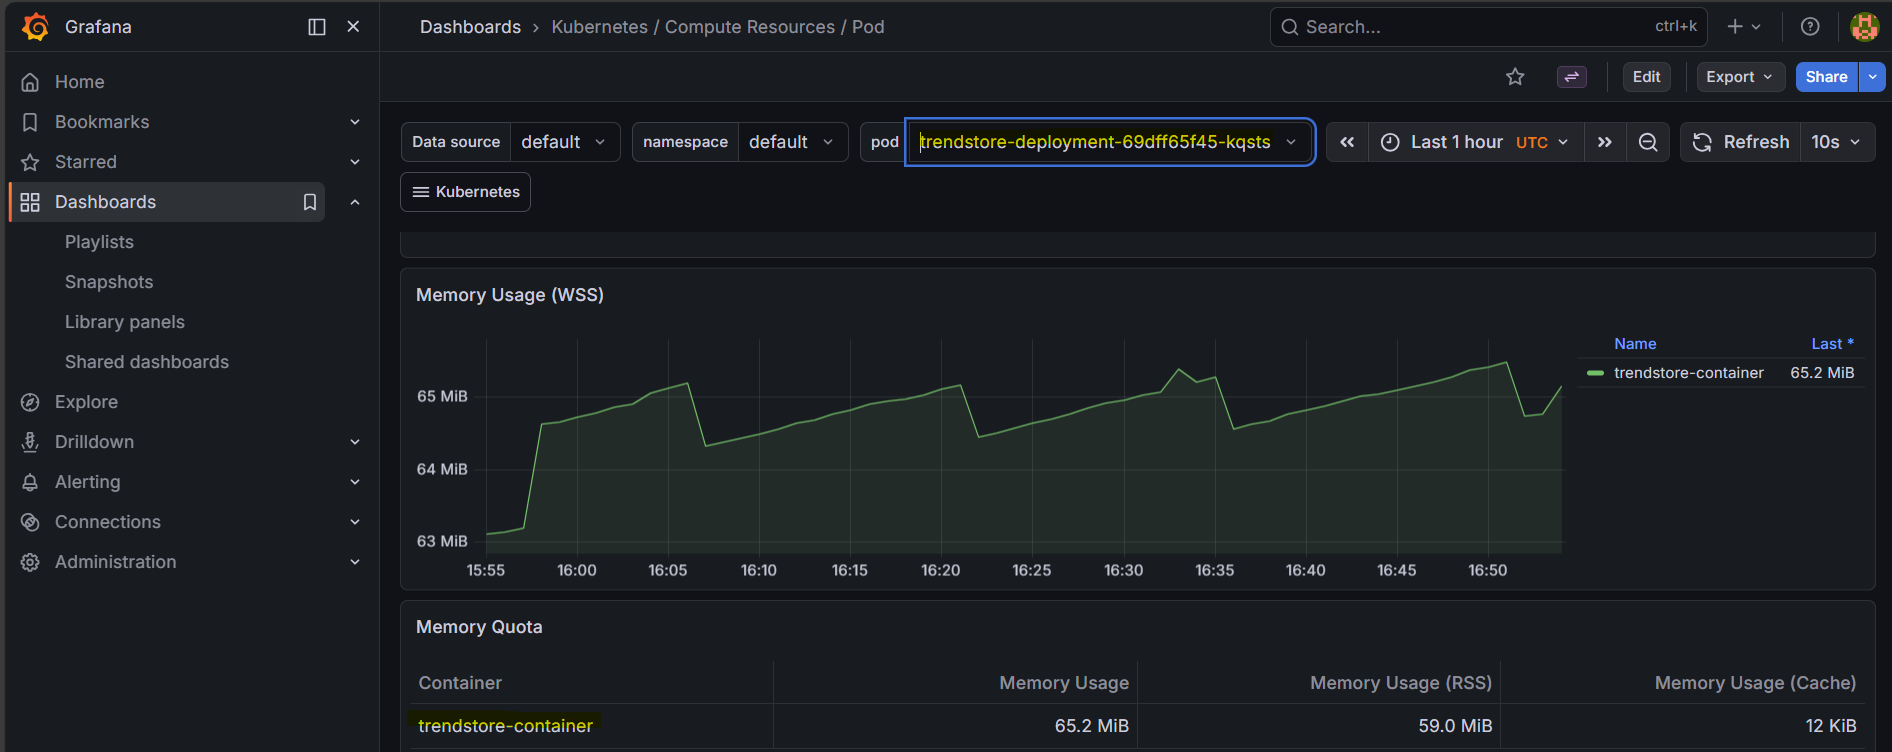 Grafana
Dashboards › Kubernetes / Compute Resources / Pod
Search... ctrl+k
Edit Export Share
Home
Bookmarks
Starred
Dashboards
Playlists
Snapshots
Library panels
Shared dashboards
Explore
Drilldown
Alerting
Connections
Administration
Data source default namespace default pod trendstore-deployment-69dff65f45-kqsts Last 1 hour UTC Refresh 10s
Kubernetes
Memory Usage (WSS)
65 MiB
64 MiB
63 MiB
15:55 16:00 16:05 16:10 16:15 16:20 16:25 16:30 16:35 16:40 16:45 16:50
Name Last *
trendstore-container 65.2 MiB
Memory Quota
Container Memory Usage Memory Usage (RSS) Memory Usage (Cache)
trendstore-container 65.2 MiB 59.0 MiB 12 KiB